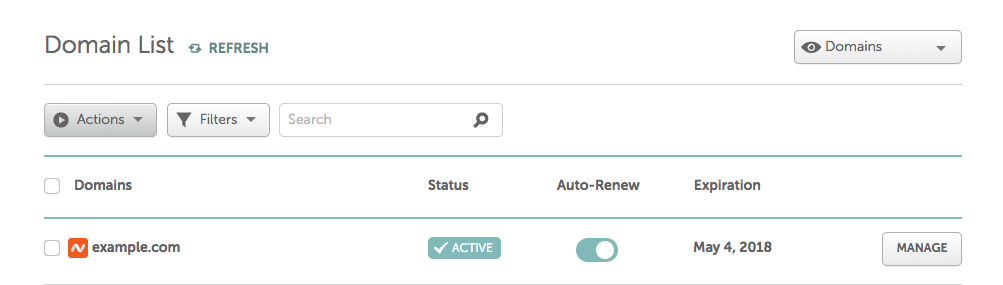 Domain List REFRESH Domains
Actions Filters Search
Domains Status Auto-Renew Expiration
example.com ACTIVE May 4, 2018 MANAGE